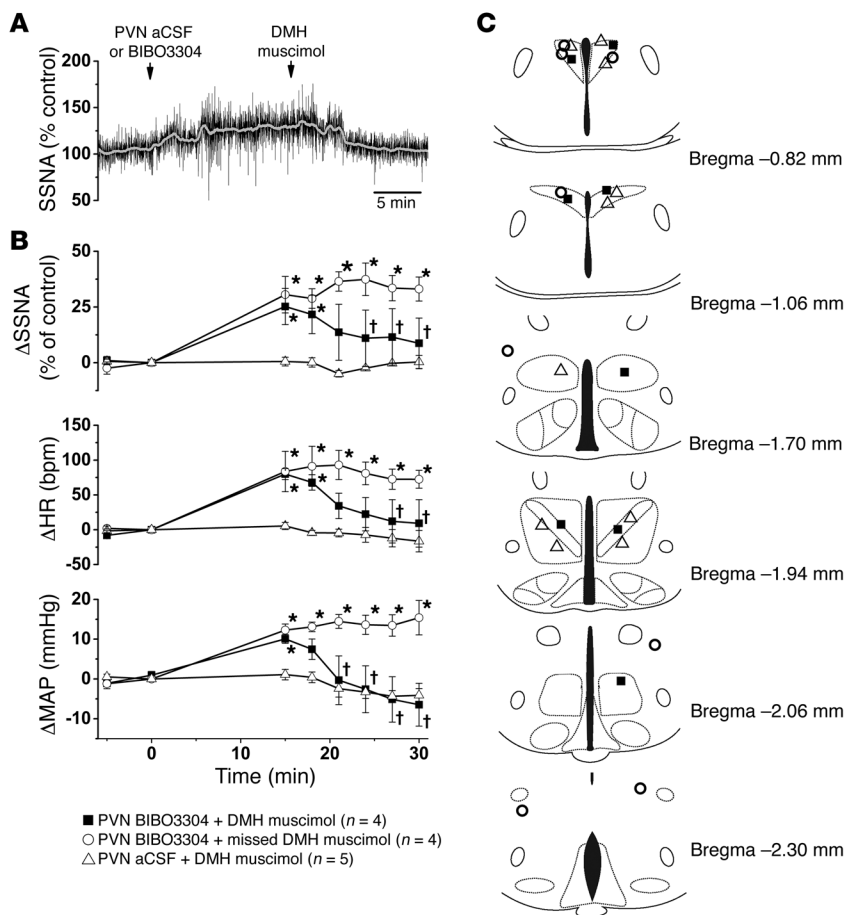 A
PVN aCSF
or BIBO3304
DMH
muscimol
SSNA (% control)
200
150
100
50
5 min
B
ΔSSNA
(% of control)
50
25
0
* * * * * *
* *
† † †
ΔHR (bpm)
150
100
50
0
-50
* * * * * *
* *
† †
ΔMAP (mmHg)
20
10
0
-10
* * * * * *
*
† † † †
0 10 20 30
Time (min)
■ PVN BIBO3304 + DMH muscimol (n = 4)
○ PVN BIBO3304 + missed DMH muscimol (n = 4)
△ PVN aCSF + DMH muscimol (n = 5)
C
Bregma –0.82 mm
Bregma –1.06 mm
Bregma –1.70 mm
Bregma –1.94 mm
Bregma –2.06 mm
Bregma –2.30 mm